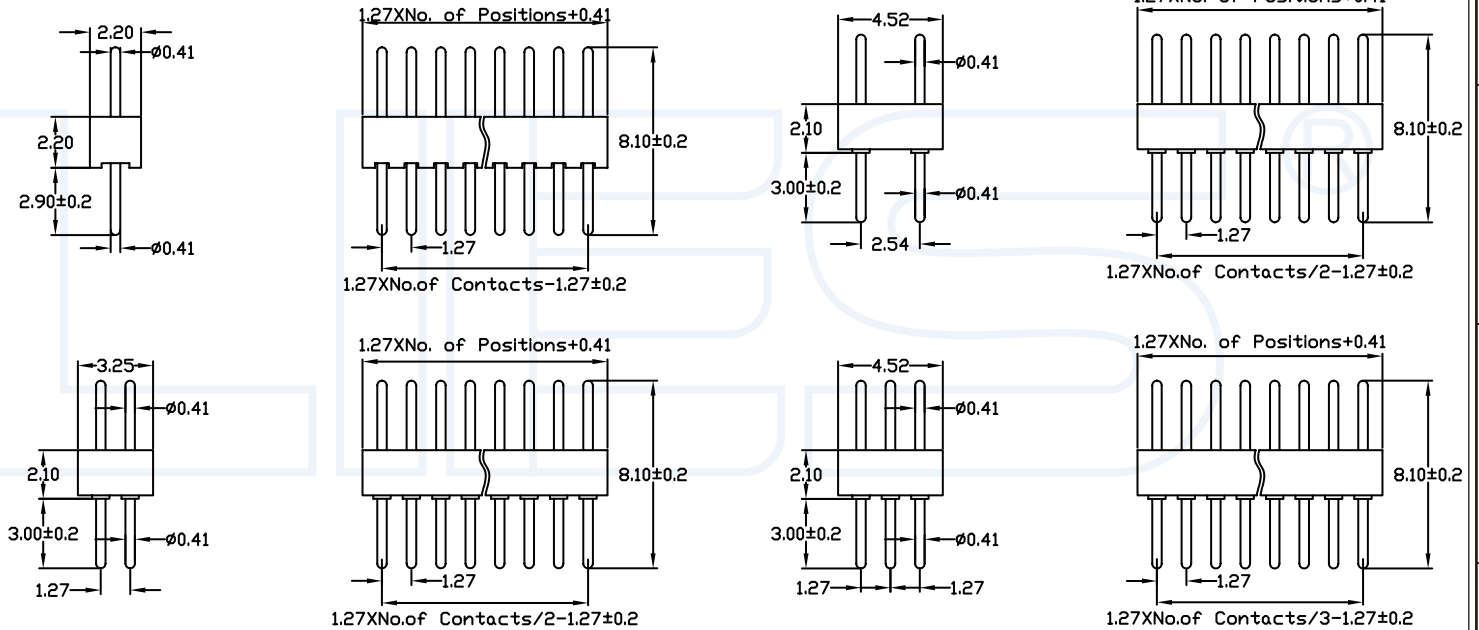 2.20
Ø0.41
2.20
2.90±0.2
Ø0.41
1.27XNo. of Positions+0.41
8.10±0.2
1.27
1.27XNo.of Contacts-1.27±0.2
4.52
Ø0.41
2.10
3.00±0.2
Ø0.41
2.54
1.27XNo. of Positions+0.41
8.10±0.2
1.27
1.27XNo.of Contacts/2-1.27±0.2
3.25
Ø0.41
2.10
3.00±0.2
Ø0.41
1.27
1.27XNo. of Positions+0.41
8.10±0.2
1.27
1.27XNo.of Contacts/2-1.27±0.2
4.52
Ø0.41
2.10
3.00±0.2
Ø0.41
1.27
1.27
1.27XNo. of Positions+0.41
8.10±0.2
1.27
1.27XNo.of Contacts/3-1.27±0.2